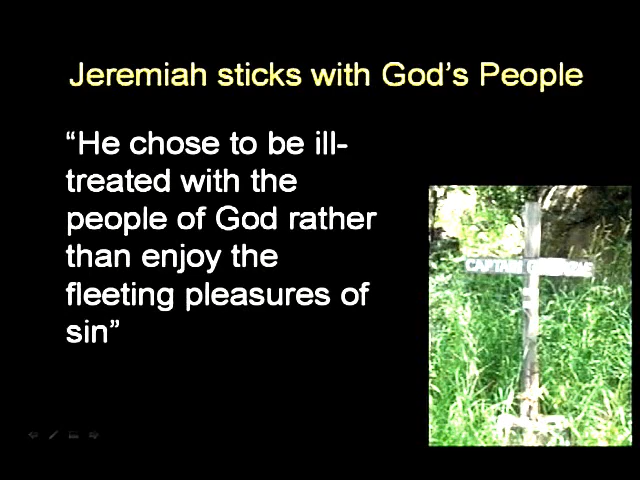 Jeremiah sticks with God's People
“He chose to be ill-
treated with the
people of God rather
than enjoy the
fleeting pleasures of
sin”
CAPTAIN